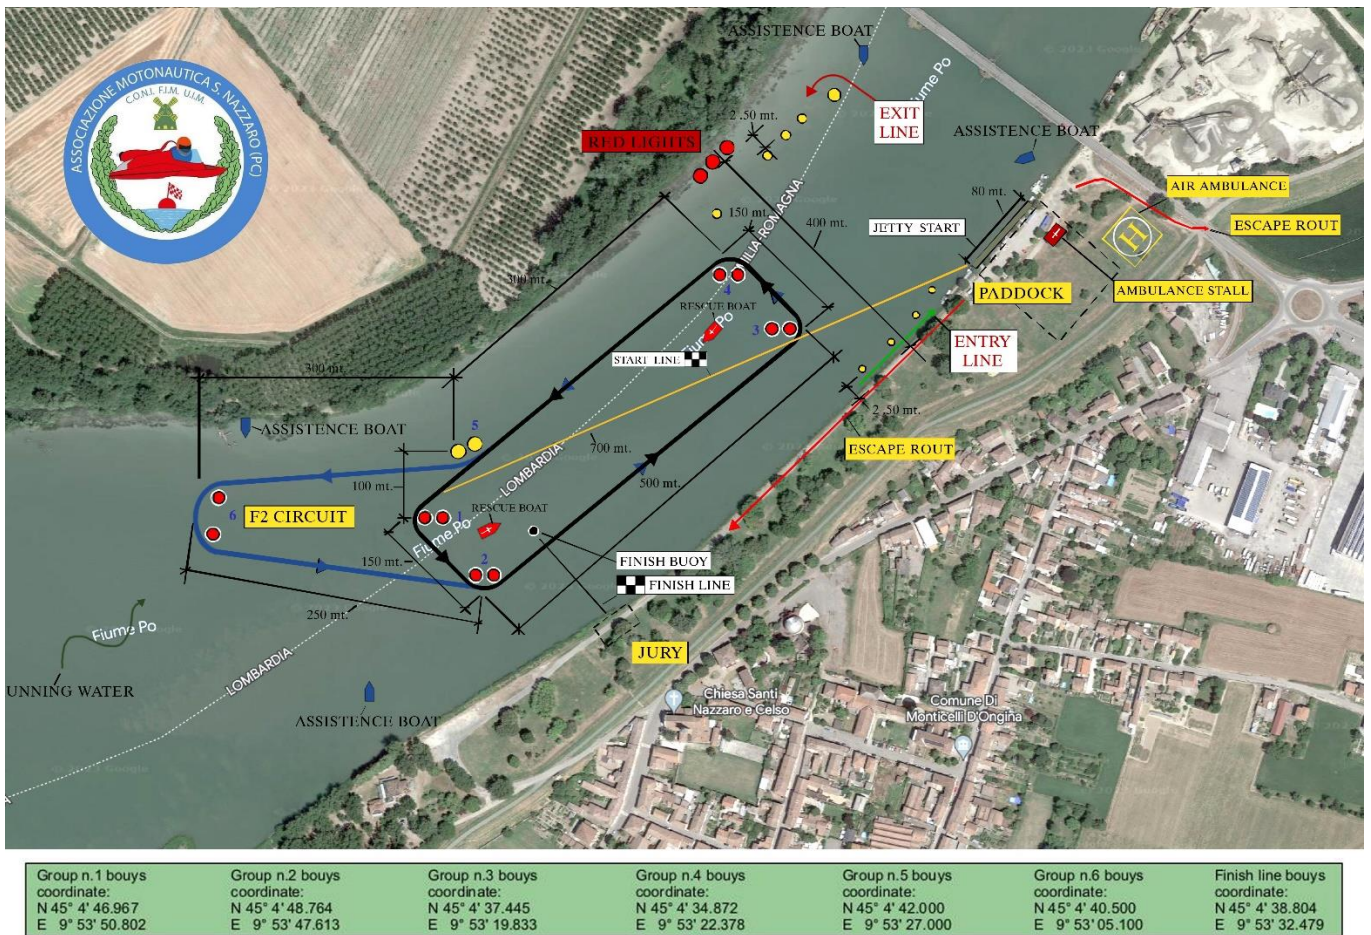 ASSOCIAZIONE MOTONAUTICA S. NAZZARO (PC)
C.O.N.I. F.I.M. U.I.M.
ASSISTENCE BOAT
Fiume Po
EXIT
LINE
2.50 mt.
RED LIGHTS
ASSISTENCE BOAT
AIR AMBULANCE
80 mt.
ESCAPE ROUT
150 mt.
400 mt.
JETTY START
H
EMILIA-ROMAGNA
300 mt.
4
RESCUE BOAT
PADDOCK
AMBULANCE STALL
Fiume Po
3
START LINE
ENTRY
LINE
300 mt.
2.50 mt.
ASSISTENCE BOAT
5
700 mt.
ESCAPE ROUT
LOMBARDIA
100 mt.
500 mt.
6
F2 CIRCUIT
1
RESCUE BOAT
Fiume Po
150 mt.
2
FINISH BUOY
FINISH LINE
250 mt.
Fiume Po
JURY
LOMBARDIA
UNNING WATER
ASSISTENCE BOAT
Chiesa Santi
Nazzaro e Celso
Comune Di
Monticelli D'Ongina
Group n.1 bouys
coordinate:
N 45° 4' 46.967
E 9° 53' 50.802
Group n.2 bouys
coordinate:
N 45° 4' 48.764
E 9° 53' 47.613
Group n.3 bouys
coordinate:
N 45° 4' 37.445
E 9° 53' 19.833
Group n.4 bouys
coordinate:
N 45° 4' 34.872
E 9° 53' 22.378
Group n.5 bouys
coordinate:
N 45° 4' 42.000
E 9° 53' 27.000
Group n.6 bouys
coordinate:
N 45° 4' 40.500
E 9° 53' 05.100
Finish line bouys
coordinate:
N 45° 4' 38.804
E 9° 53' 32.479